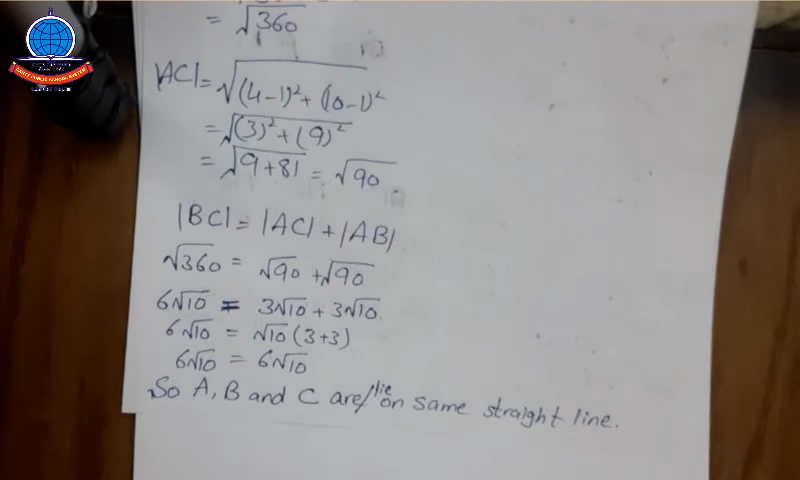 = √360
|AC| = √(4-1)² + (10-1)²
= √(3)² + (9)²
= √9+81 = √90
|BC| = |AC| + |AB|
√360 = √90 + √90
6√10 = 3√10 + 3√10
6√10 = √10 (3+3)
6√10 = 6√10
So A, B and C are/lie on same straight line.